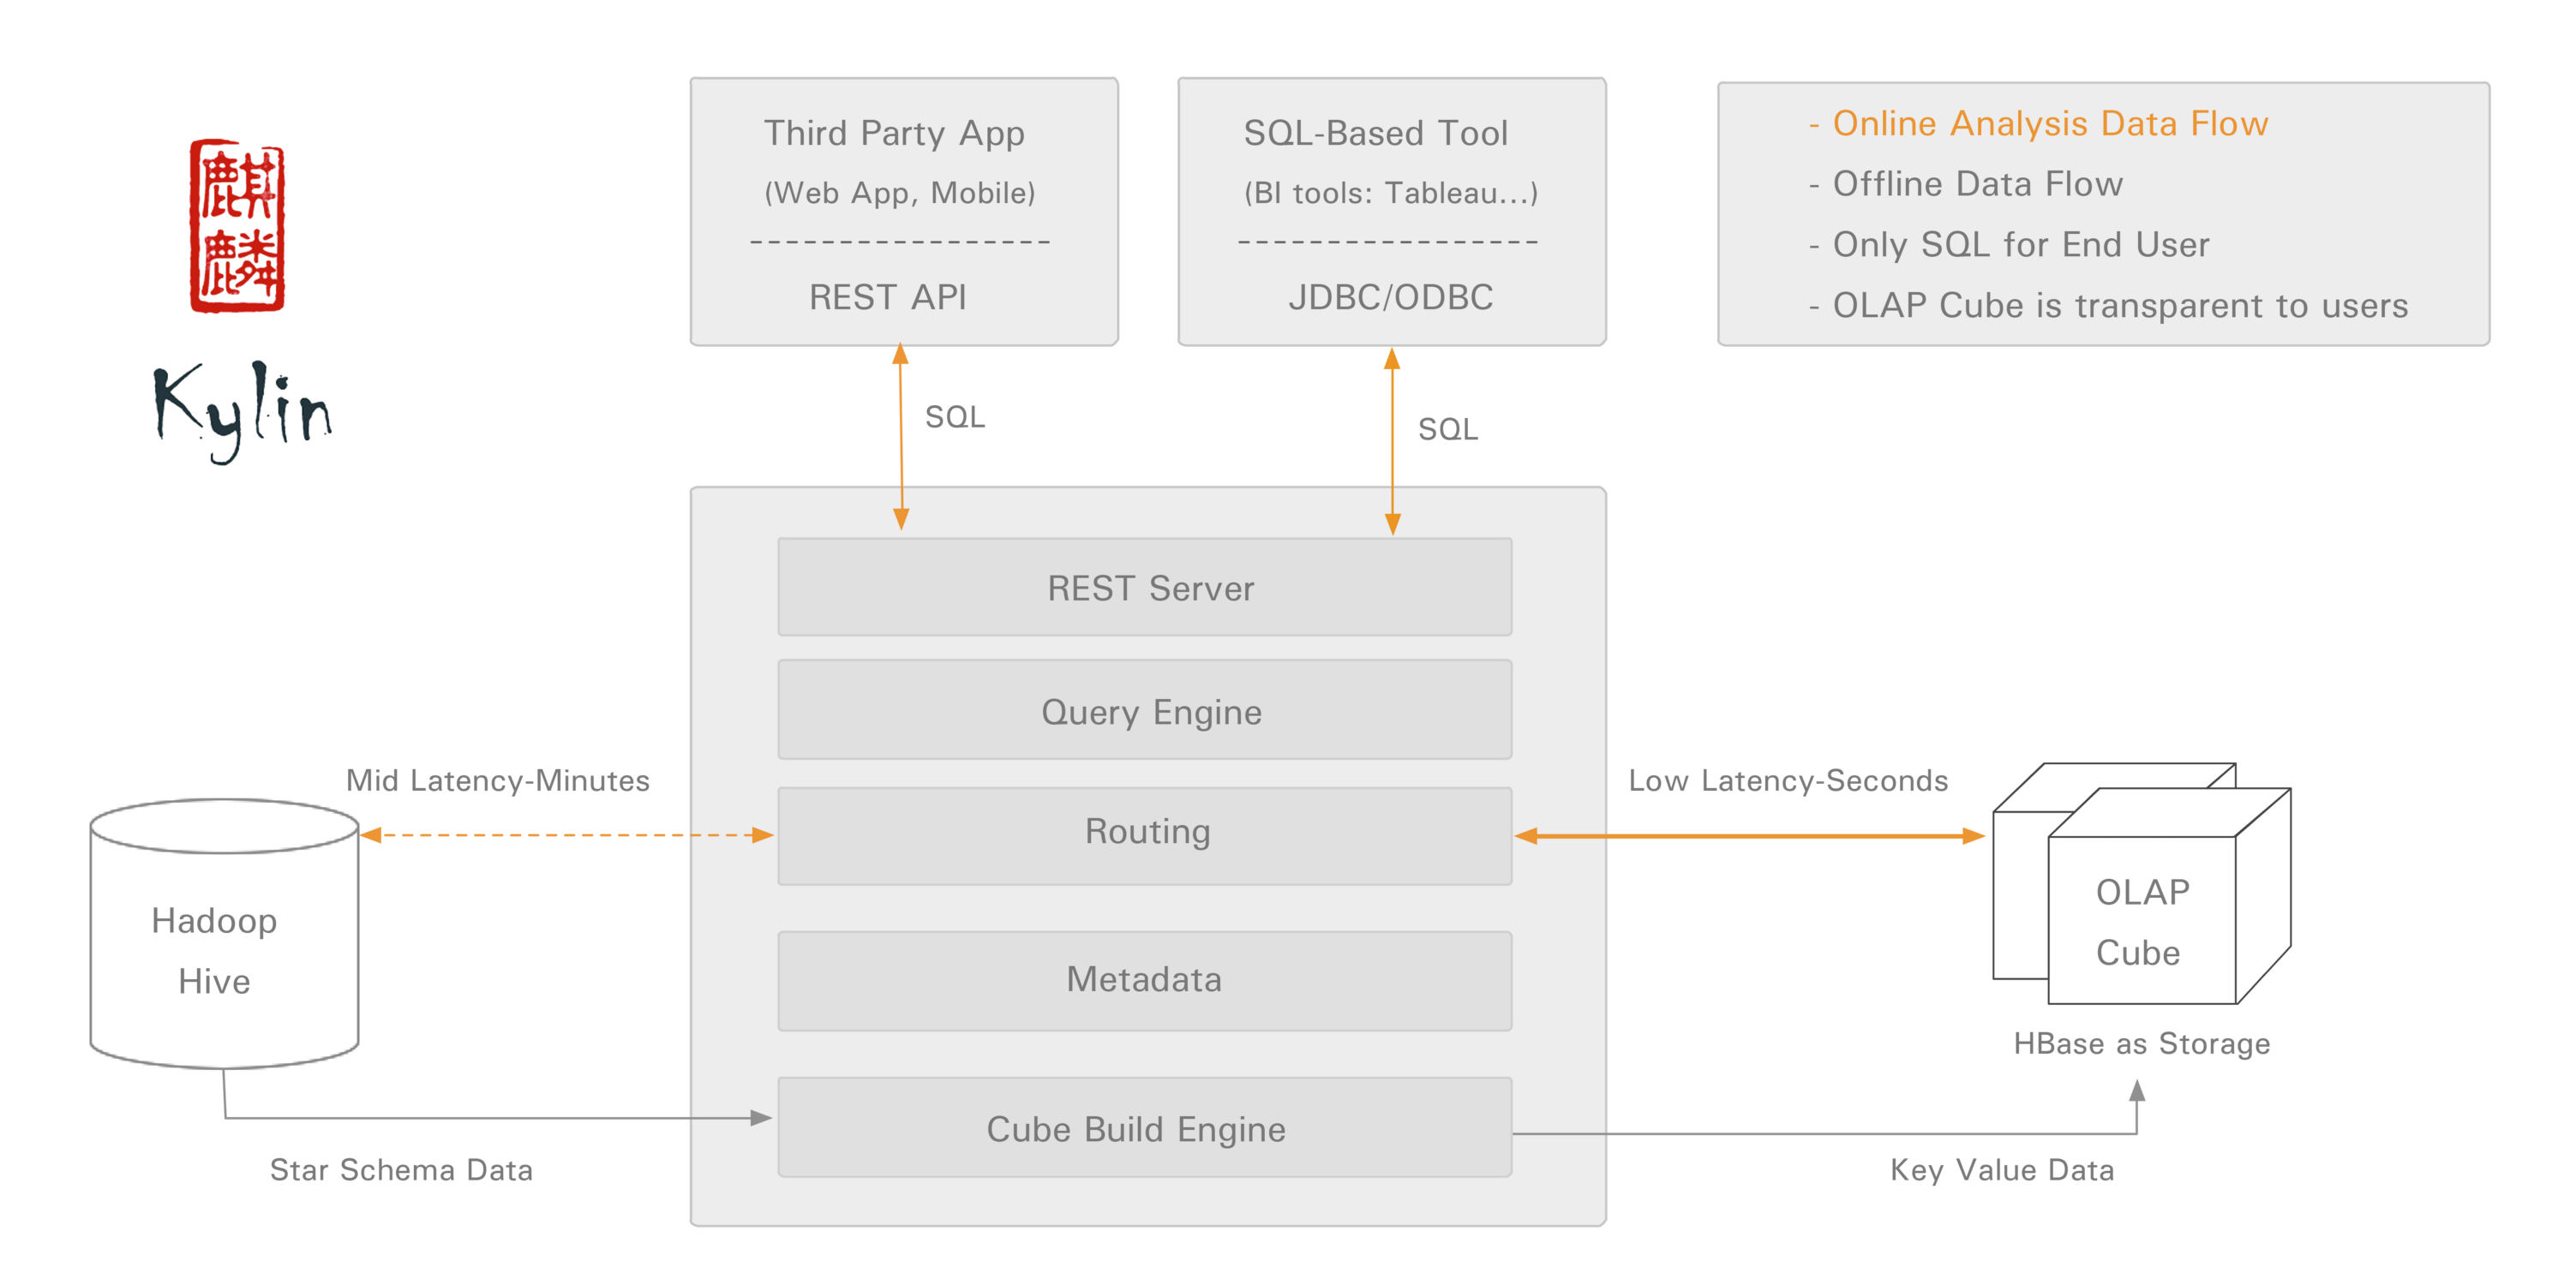 麒
麟
Kylin
Third Party App
(Web App, Mobile)
REST API
SQL-Based Tool
(BI tools: Tableau...)
JDBC/ODBC
- Online Analysis Data Flow
- Offline Data Flow
- Only SQL for End User
- OLAP Cube is transparent to users
SQL
SQL
REST Server
Query Engine
Mid Latency-Minutes
Routing
Low Latency-Seconds
Hadoop
Hive
Metadata
OLAP
Cube
HBase as Storage
Cube Build Engine
Star Schema Data
Key Value Data